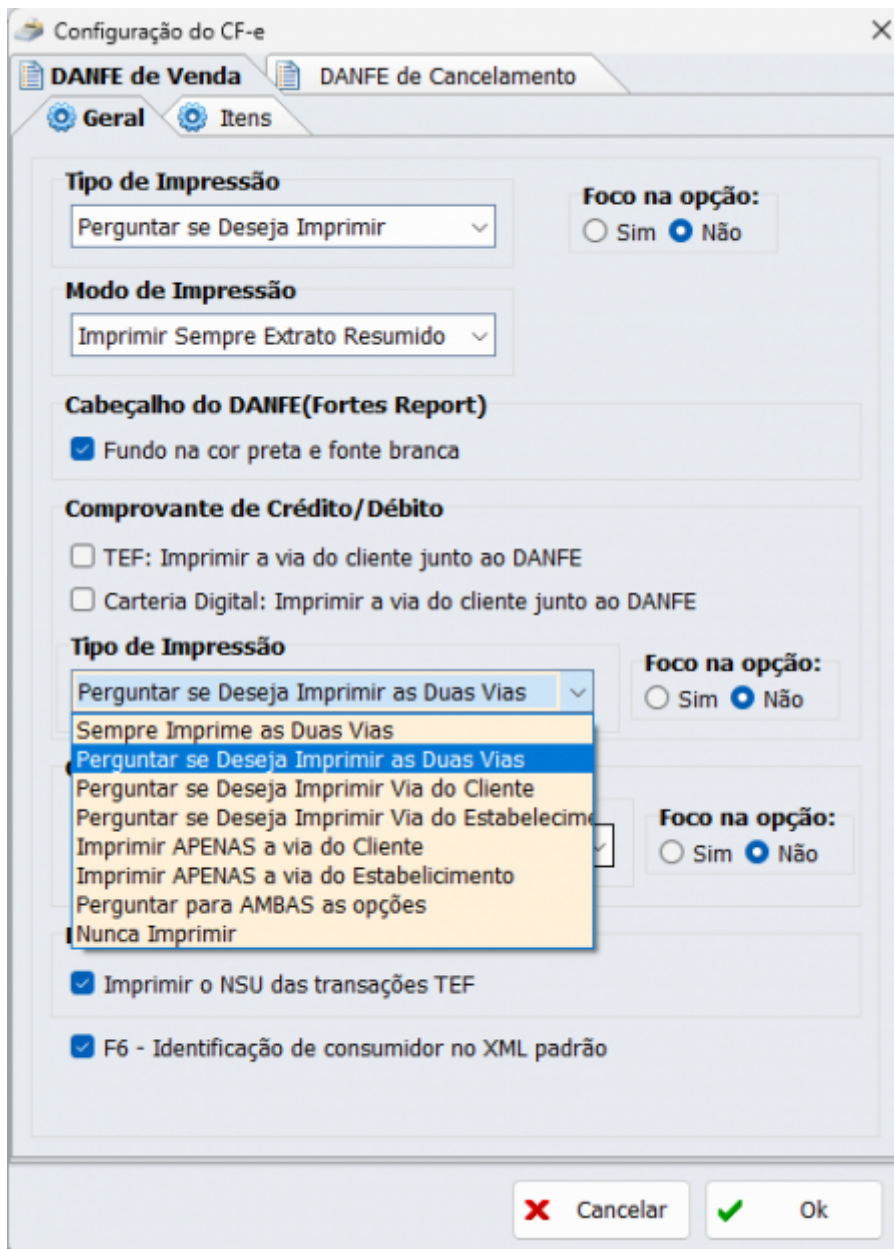 Configuração do CF-e
DANFE de Venda
DANFE de Cancelamento
Geral
Itens
Tipo de Impressão
Foco na opção:
Perguntar se Deseja Imprimir
Sim
Não
Modo de Impressão
Imprimir Sempre Extrato Resumido
Cabeçalho do DANFE(Fortes Report)
Fundo na cor preta e fonte branca
Comprovante de Crédito/Débito
TEF: Imprimir a via do cliente junto ao DANFE
Carteria Digital: Imprimir a via do cliente junto ao DANFE
Tipo de Impressão
Foco na opção:
Perguntar se Deseja Imprimir as Duas Vias
Sim
Não
Sempre Imprime as Duas Vias
Perguntar se Deseja Imprimir as Duas Vias
Perguntar se Deseja Imprimir Via do Cliente
Perguntar se Deseja Imprimir Via do Estabelecime
Foco na opção:
Imprimir APENAS a via do Cliente
Sim
Não
Imprimir APENAS a via do Estabelicimento
Perguntar para AMBAS as opções
Nunca Imprimir
Imprimir o NSU das transações TEF
F6 - Identificação de consumidor no XML padrão
Cancelar
Ok